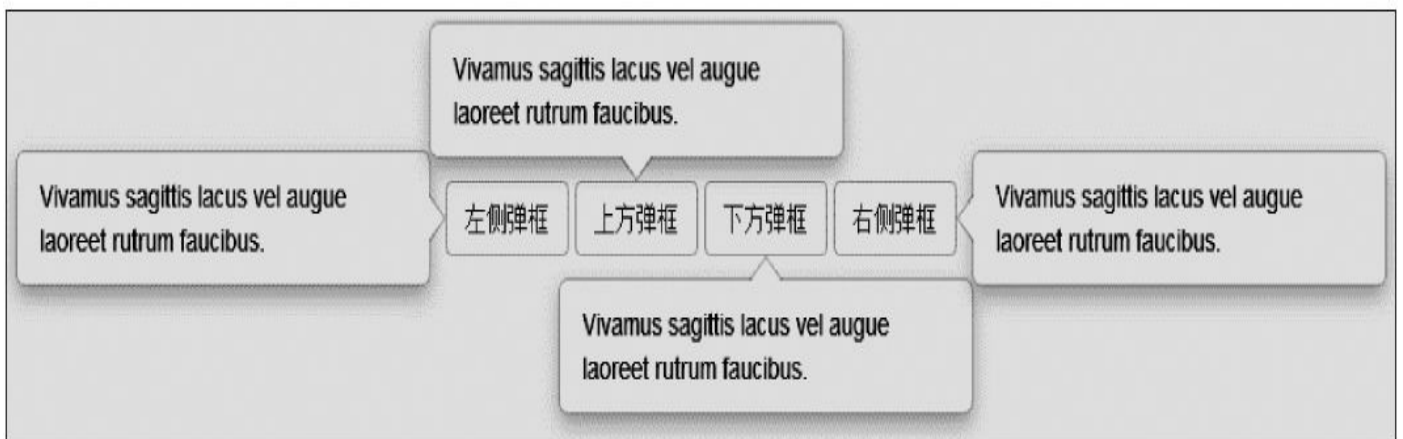 Vivamus sagittis lacus vel augue
laoreet rutrum faucibus.
Vivamus sagittis lacus vel augue
laoreet rutrum faucibus.
左侧弹框
上方弹框
下方弹框
右侧弹框
Vivamus sagittis lacus vel augue
laoreet rutrum faucibus.
Vivamus sagittis lacus vel augue
laoreet rutrum faucibus.